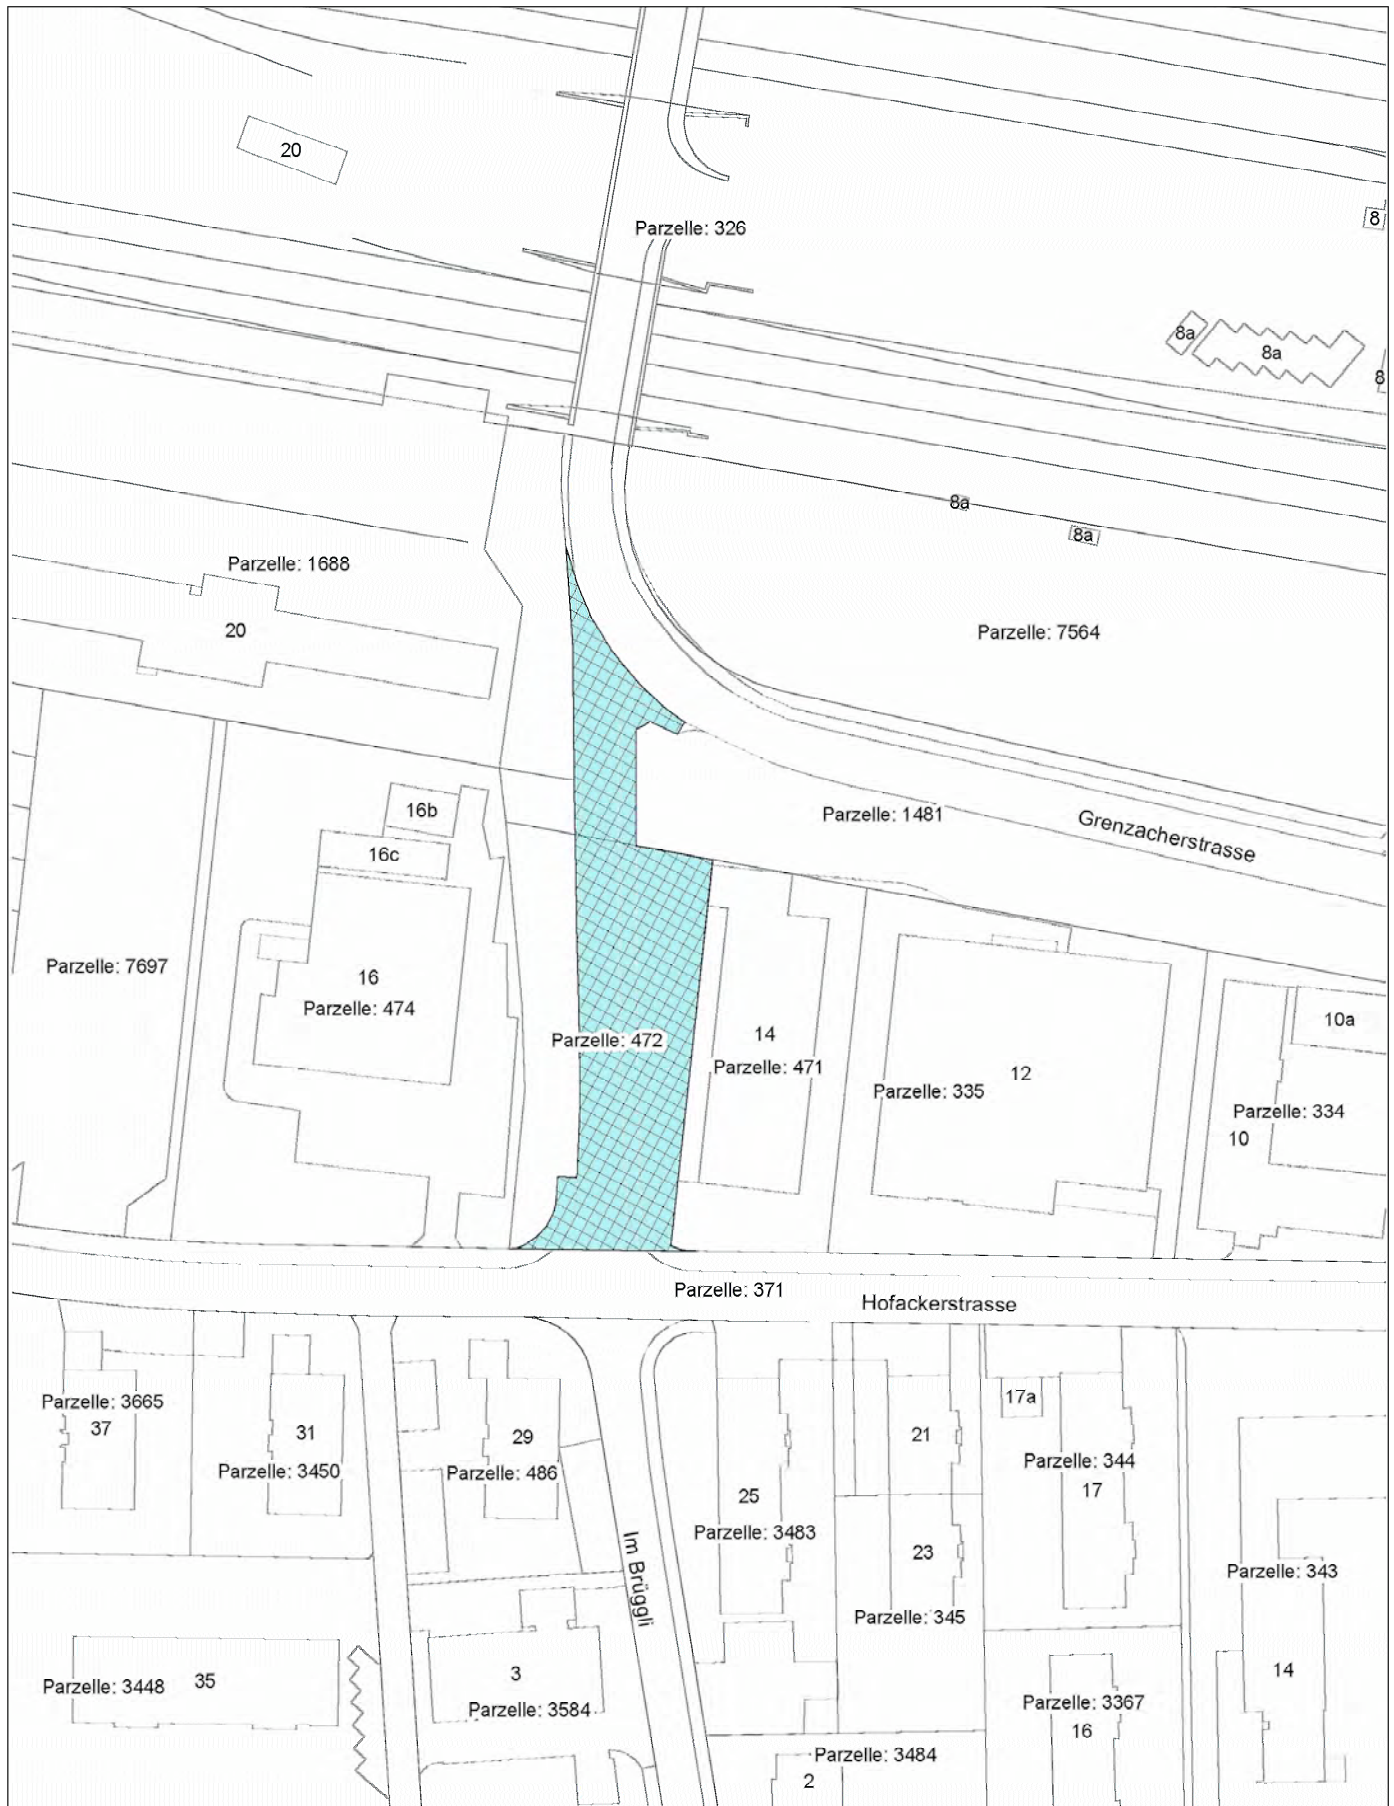 20
Parzelle: 326
8
8a
8a
8
8a
8a
Parzelle: 1688
20
Parzelle: 7564
16b
16c
Parzelle: 1481
Grenzacherstrasse
Parzelle: 7697
16
Parzelle: 474
Parzelle: 472
14
Parzelle: 471
12
Parzelle: 335
10a
Parzelle: 334
10
Parzelle: 371
Hofackerstrasse
Parzelle: 3665
37
31
Parzelle: 3450
29
Parzelle: 486
25
Parzelle: 3483
21
17a
Parzelle: 344
17
23
Parzelle: 345
Parzelle: 343
Im Brüggli
Parzelle: 3448
35
3
Parzelle: 3584
Parzelle: 3367
16
14
Parzelle: 3484
2